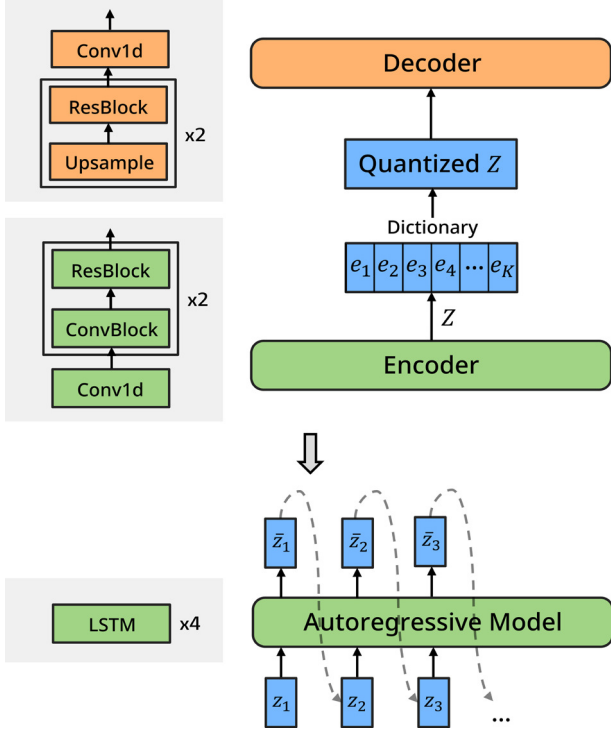 Conv1d
ResBlock
Upsample
x2
Decoder
Quantized Z
Dictionary
e₁ e₂ e₃ e₄ ... e_K
Z
ResBlock
ConvBlock
x2
Conv1d
Encoder
z̄₁ z̄₂ z̄₃
LSTM
x4
Autoregressive Model
z₁ z₂ z₃ ...